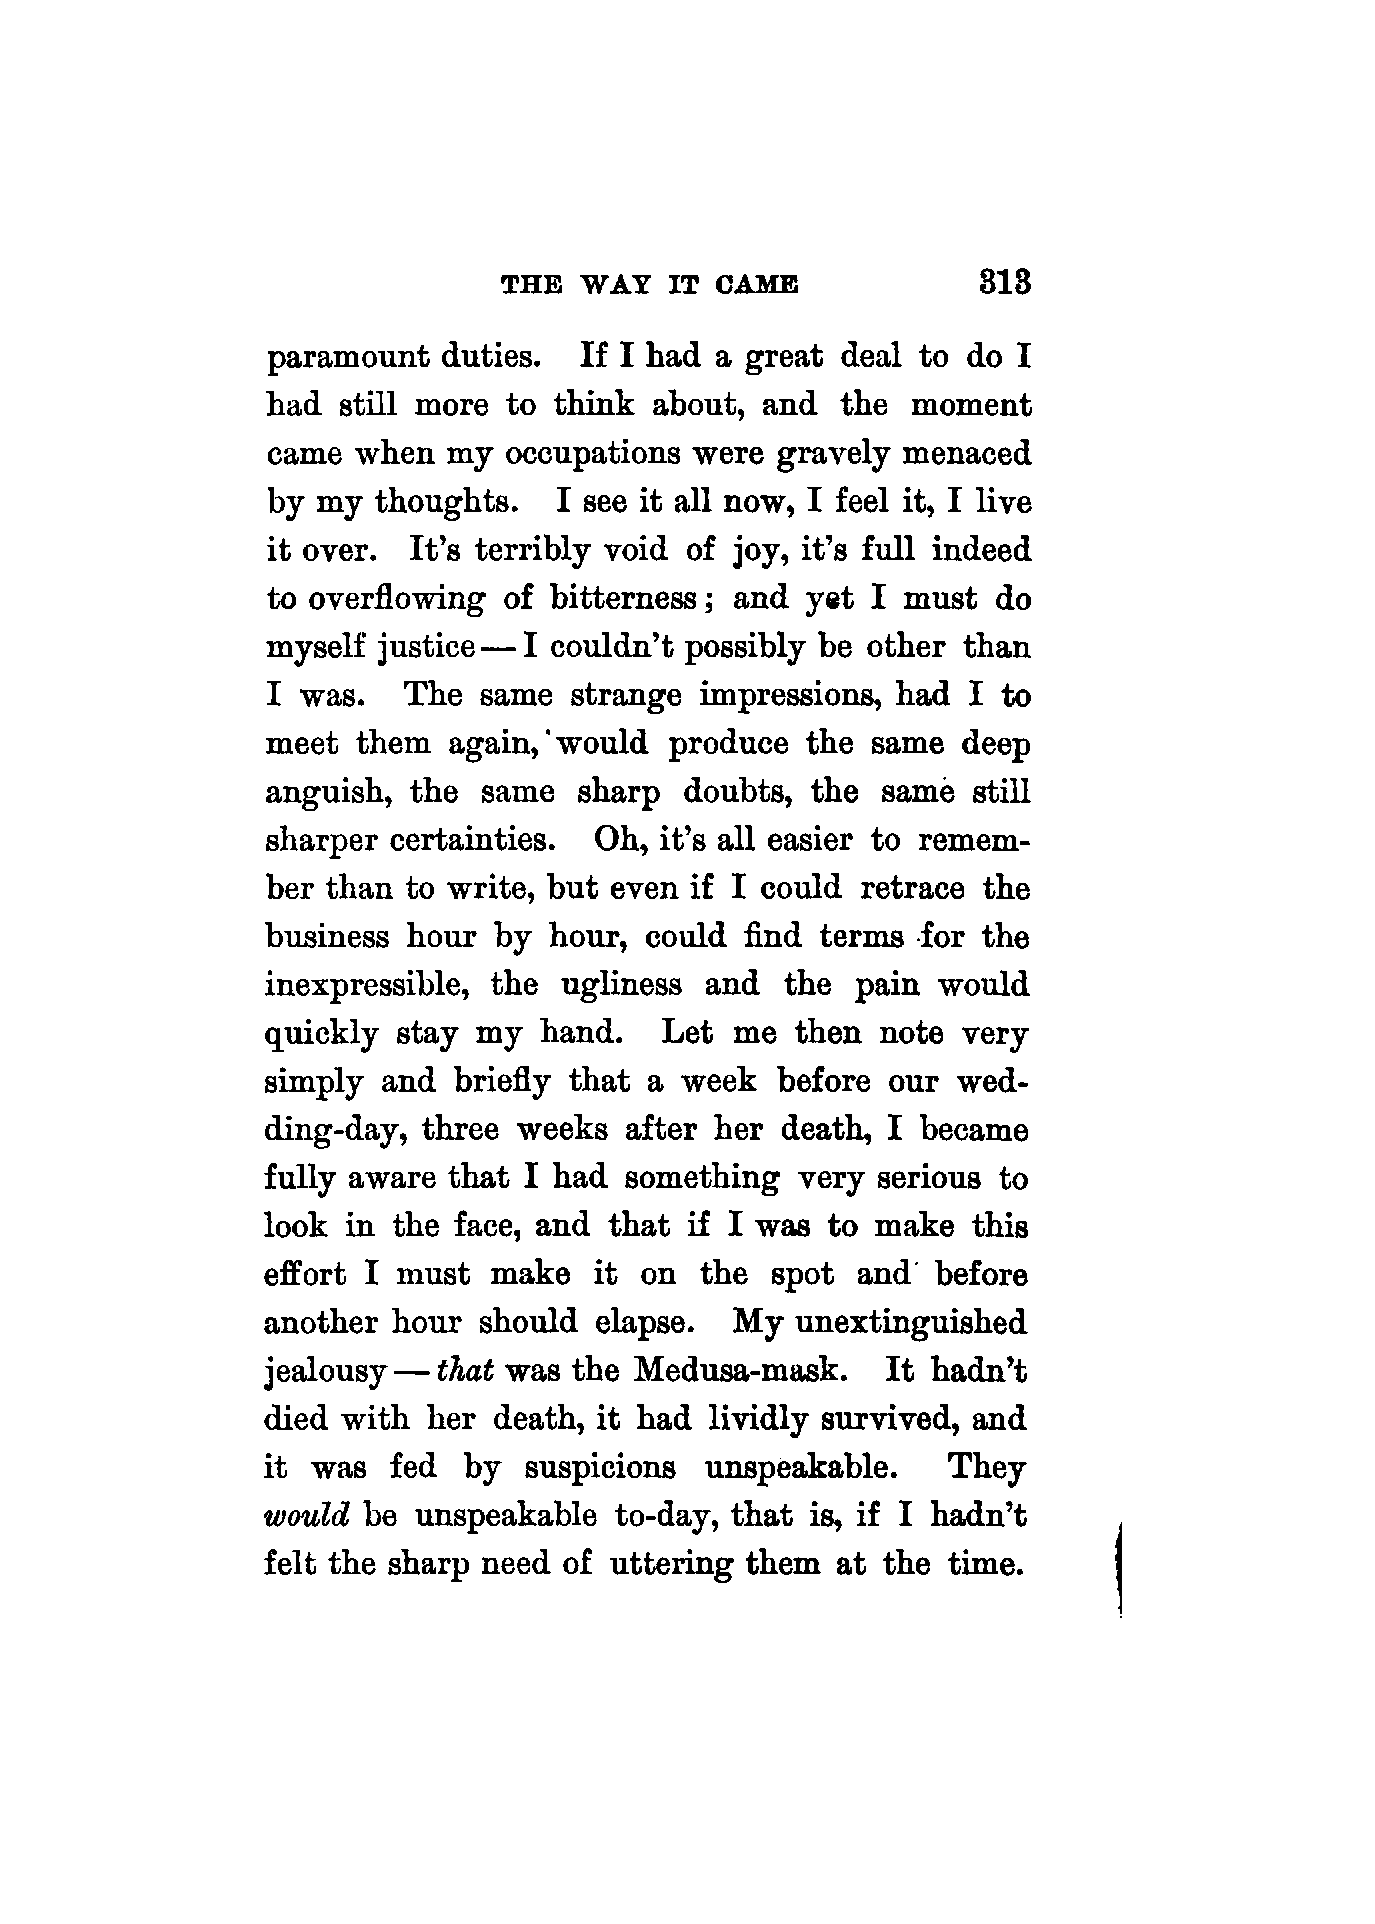 THE WAY IT CAME 313
paramount duties. If I had a great deal to do I
had still more to think about, and the moment
came when my occupations were gravely menaced
by my thoughts. I see it all now, I feel it, I live
it over. It's terribly void of joy, it's full indeed
to overflowing of bitterness; and yet I must do
myself justice—I couldn't possibly be other than
I was. The same strange impressions, had I to
meet them again, would produce the same deep
anguish, the same sharp doubts, the same still
sharper certainties. Oh, it's all easier to remem-
ber than to write, but even if I could retrace the
business hour by hour, could find terms for the
inexpressible, the ugliness and the pain would
quickly stay my hand. Let me then note very
simply and briefly that a week before our wed-
ding-day, three weeks after her death, I became
fully aware that I had something very serious to
look in the face, and that if I was to make this
effort I must make it on the spot and before
another hour should elapse. My unextinguished
jealousy—that was the Medusa-mask. It hadn't
died with her death, it had lividly survived, and
it was fed by suspicions unspeakable. They
would be unspeakable to-day, that is, if I hadn't
felt the sharp need of uttering them at the time.